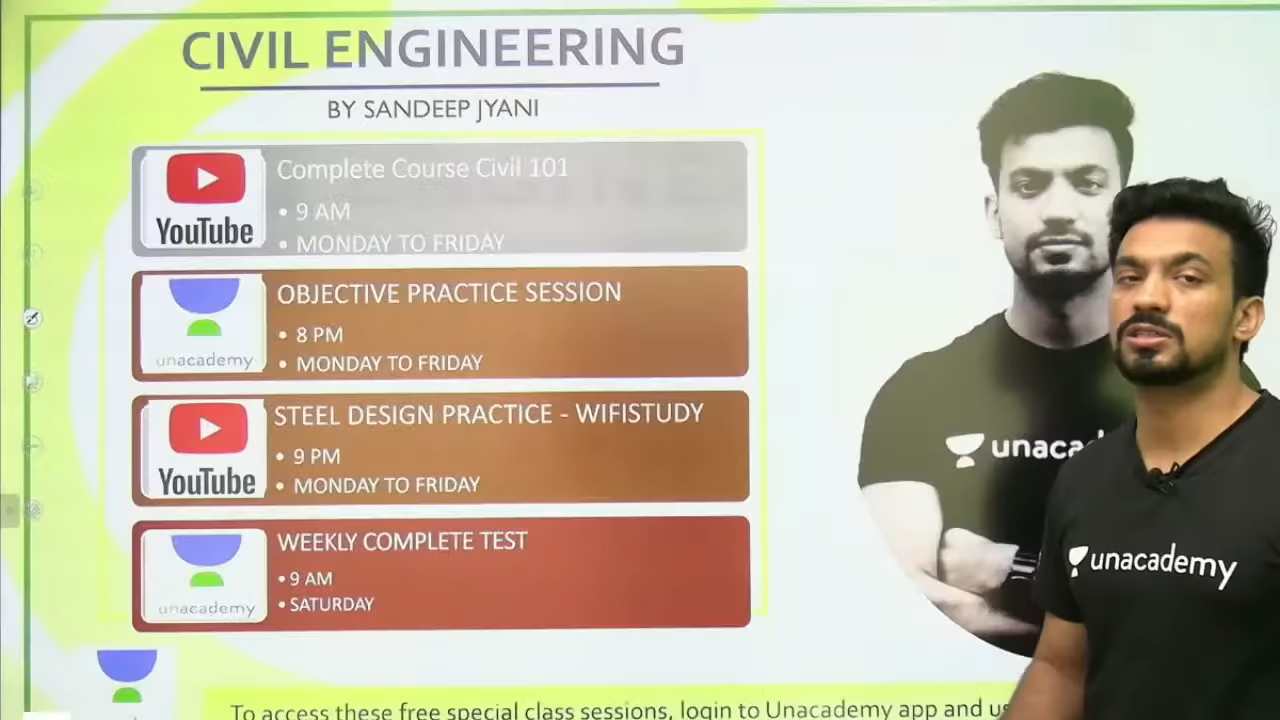 CIVIL ENGINEERING
BY SANDEEP JYANI
YouTube
Complete Course Civil 101
• 9 AM
• MONDAY TO FRIDAY
unacademy
OBJECTIVE PRACTICE SESSION
• 8 PM
• MONDAY TO FRIDAY
YouTube
STEEL DESIGN PRACTICE - WIFISTUDY
• 9 PM
• MONDAY TO FRIDAY
unacademy
WEEKLY COMPLETE TEST
• 9 AM
• SATURDAY
unaca
unacademy
To access these free special class sessions, login to Unacademy app and